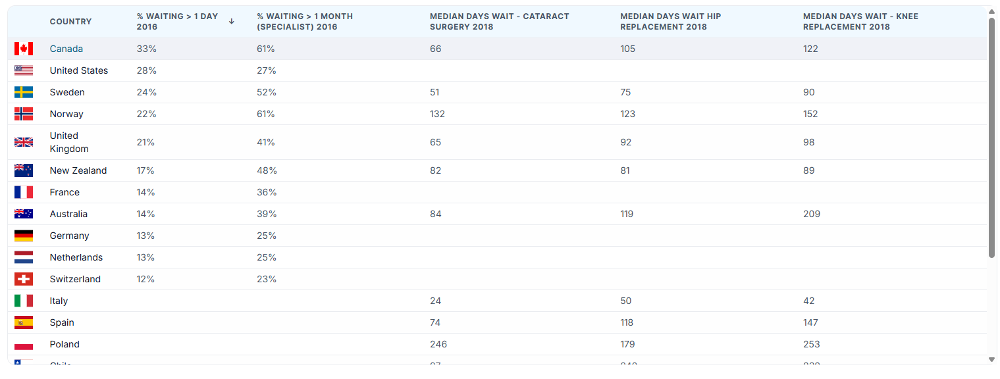 COUNTRY % WAITING > 1 DAY 2016 ↓ % WAITING > 1 MONTH (SPECIALIST) 2016 MEDIAN DAYS WAIT - CATARACT SURGERY 2018 MEDIAN DAYS WAIT HIP REPLACEMENT 2018 MEDIAN DAYS WAIT - KNEE REPLACEMENT 2018
Canada 33% 61% 66 105 122
United States 28% 27%
Sweden 24% 52% 51 75 90
Norway 22% 61% 132 123 152
United Kingdom 21% 41% 65 92 98
New Zealand 17% 48% 82 81 89
France 14% 36%
Australia 14% 39% 84 119 209
Germany 13% 25%
Netherlands 13% 25%
Switzerland 12% 23%
Italy 24 50 42
Spain 74 118 147
Poland 246 179 253
Chile